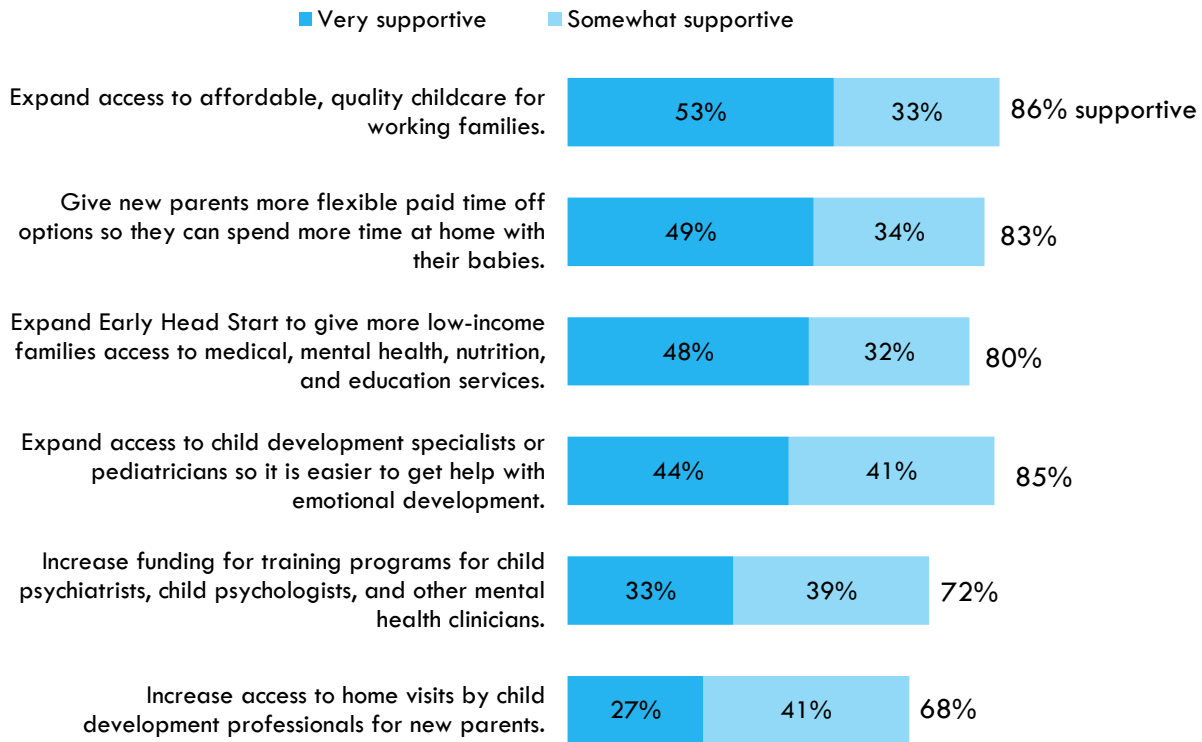 Very supportive Somewhat supportive
Expand access to affordable, quality childcare for
working families.
53% 33% 86% supportive
Give new parents more flexible paid time off
options so they can spend more time at home with
their babies.
49% 34% 83%
Expand Early Head Start to give more low-income
families access to medical, mental health, nutrition,
and education services.
48% 32% 80%
Expand access to child development specialists or
pediatricians so it is easier to get help with
emotional development.
44% 41% 85%
Increase funding for training programs for child
psychiatrists, child psychologists, and other mental
health clinicians.
33% 39% 72%
Increase access to home visits by child
development professionals for new parents.
27% 41% 68%